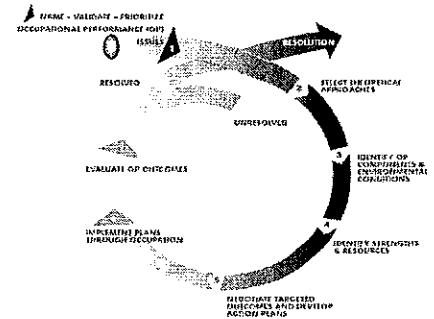 NAME • VALIDATE • PRIORITIZE
OCCUPATIONAL PERFORMANCE (OP)
ISSUES
1
RESOLUTION
RESOLVED
2
SELECT THEORETICAL
APPROACHES
UNRESOLVED
3
IDENTIFY OP
COMPONENTS &
ENVIRONMENTAL
CONDITIONS
EVALUATE OP OUTCOMES
4
IDENTIFY STRENGTHS
& RESOURCES
IMPLEMENT PLANS
THROUGH OCCUPATION
5
NEGOTIATE TARGETED
OUTCOMES AND DEVELOP
ACTION PLANS